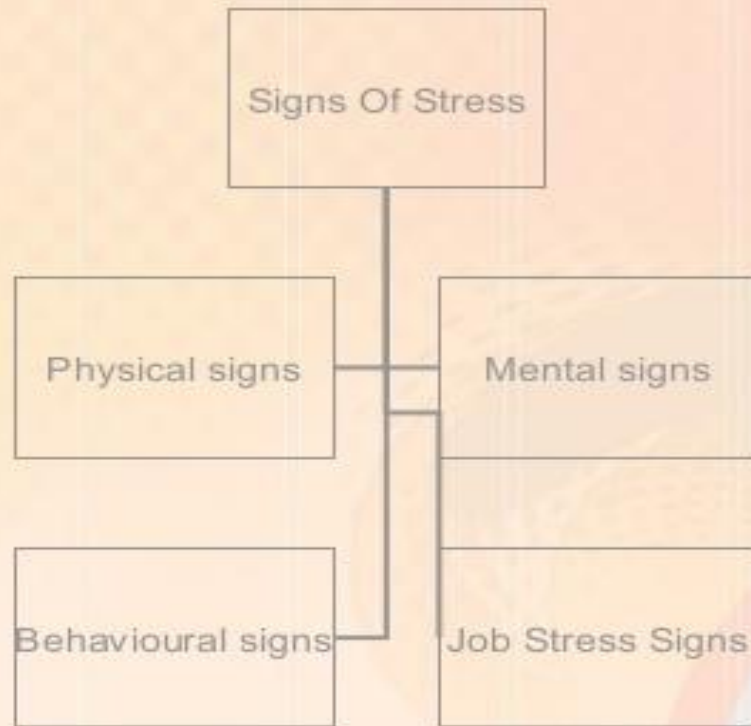 Signs Of Stress
Physical signs
Mental signs
Behavioural signs
Job Stress Signs